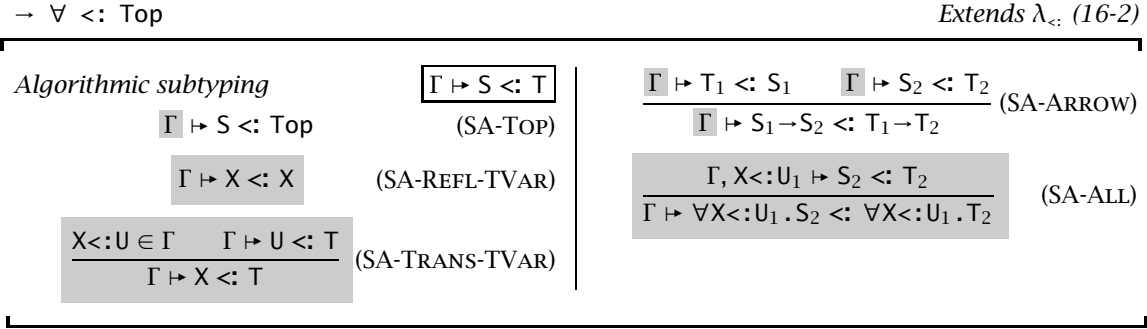 → ∀ <: Top
Extends λ<: (16-2)
Algorithmic subtyping
Γ ↦ S <: T
Γ ↦ S <: Top (SA-TOP)
Γ ↦ X <: X (SA-REFL-TVAR)
X<:U ∈ Γ Γ ↦ U <: T
Γ ↦ X <: T
(SA-TRANS-TVAR)
Γ ↦ T₁ <: S₁ Γ ↦ S₂ <: T₂
Γ ↦ S₁→S₂ <: T₁→T₂
(SA-ARROW)
Γ, X<:U₁ ↦ S₂ <: T₂
Γ ↦ ∀X<:U₁.S₂ <: ∀X<:U₁.T₂
(SA-ALL)